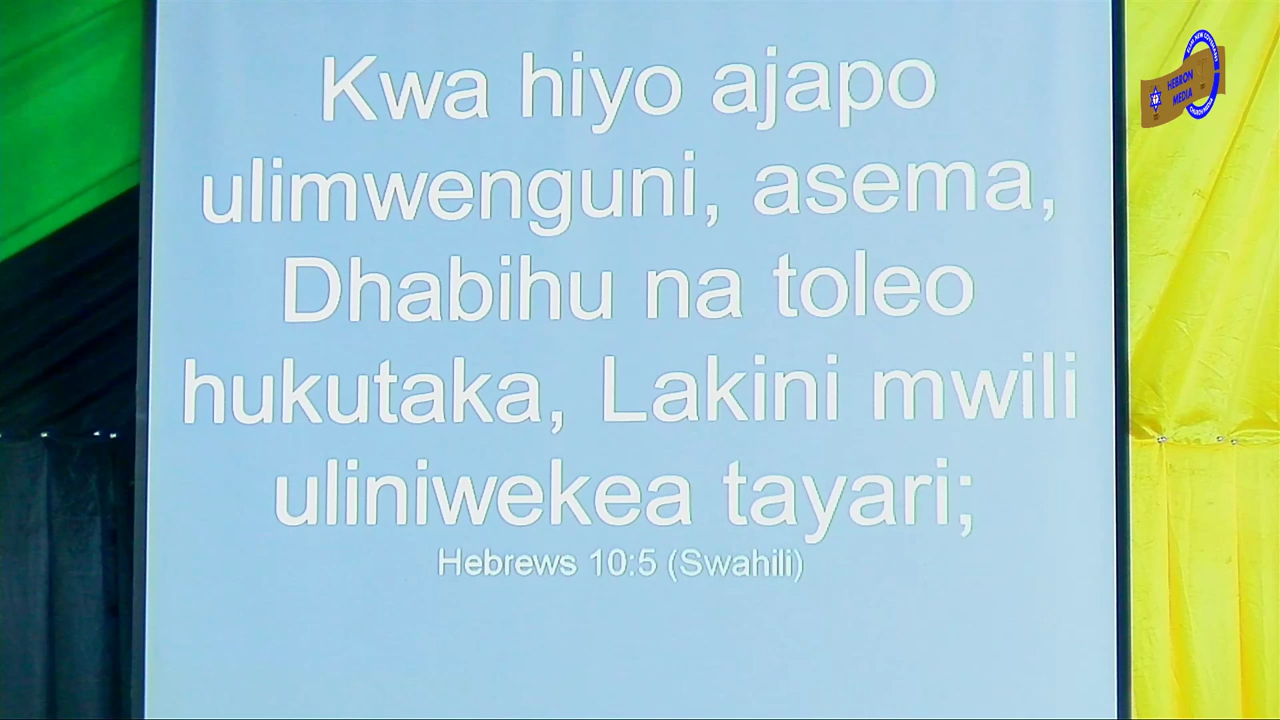 Kwa hiyo ajapo
ulimwenguni, asema,
Dhabihu na toleo
hukutaka, Lakini mwili
uliniwekea tayari;
Hebrews 10:5 (Swahili)
HEBRON
MEDIA